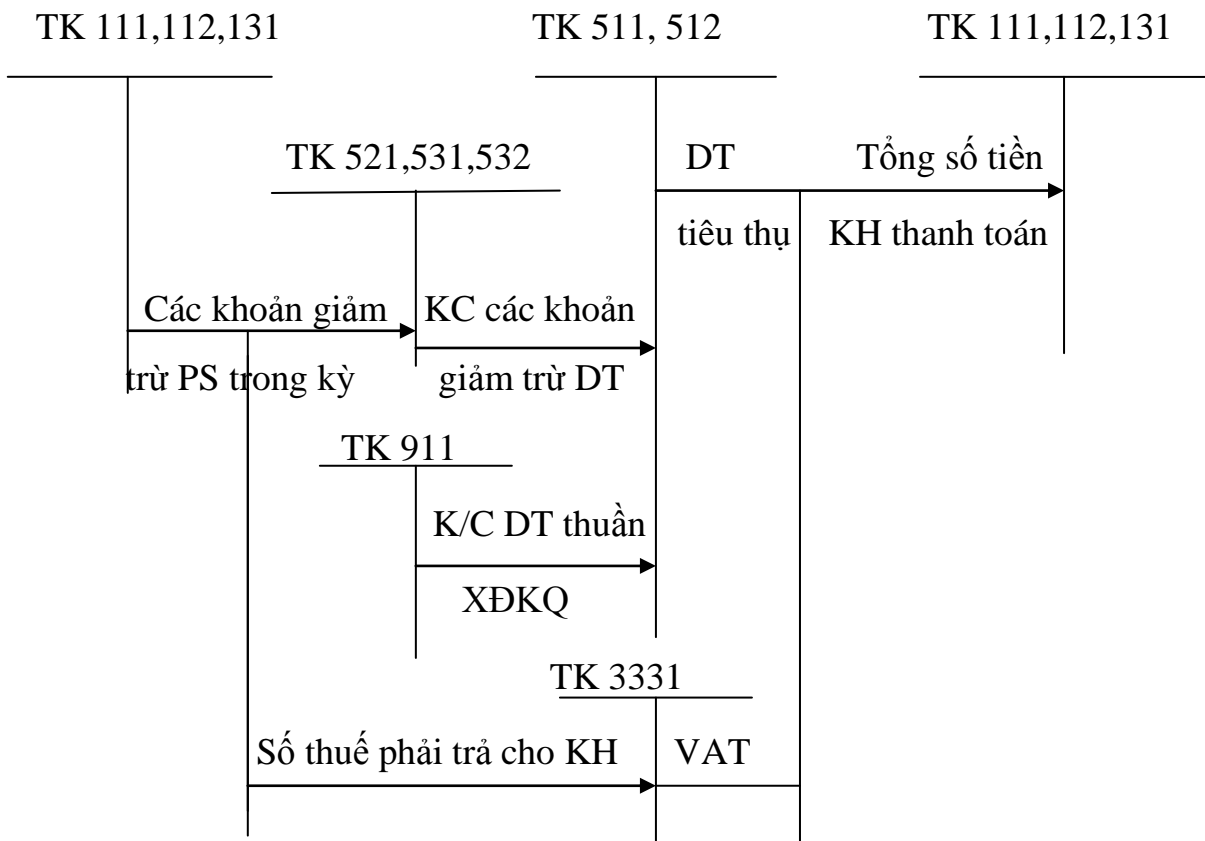 TK 111,112,131
TK 511, 512
TK 111,112,131
TK 521,531,532
DT
Tổng số tiền
tiêu thụ
KH thanh toán
Các khoản giảm
KC các khoản
trừ PS trong kỳ
giảm trừ DT
TK 911
K/C DT thuần
XĐKQ
TK 3331
Số thuế phải trả cho KH
VAT